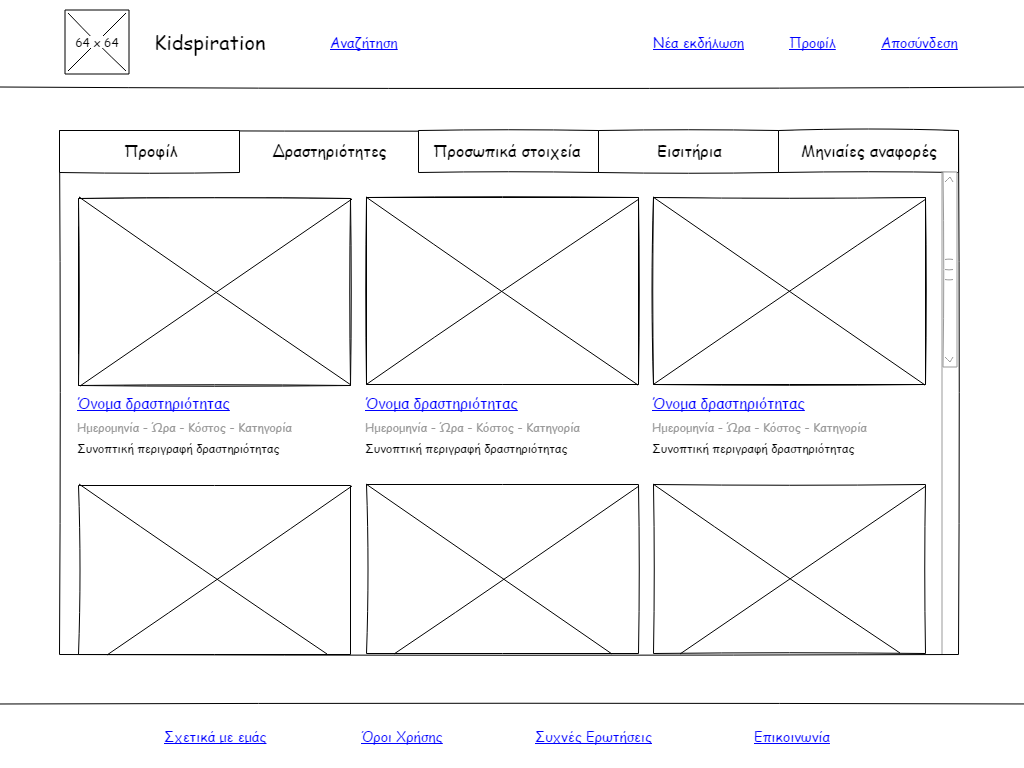 64 x 64
Kidspiration
Αναζήτηση
Νέα εκδήλωση
Προφίλ
Αποσύνδεση
Προφίλ
Δραστηριότητες
Προσωπικά στοιχεία
Εισιτήρια
Μηνιαίες αναφορές
Όνομα δραστηριότητας
Ημερομηνία - Ώρα - Κόστος - Κατηγορία
Συνοπτική περιγραφή δραστηριότητας
Όνομα δραστηριότητας
Ημερομηνία - Ώρα - Κόστος - Κατηγορία
Συνοπτική περιγραφή δραστηριότητας
Όνομα δραστηριότητας
Ημερομηνία - Ώρα - Κόστος - Κατηγορία
Συνοπτική περιγραφή δραστηριότητας
Σχετικά με εμάς
Όροι Χρήσης
Συχνές Ερωτήσεις
Επικοινωνία